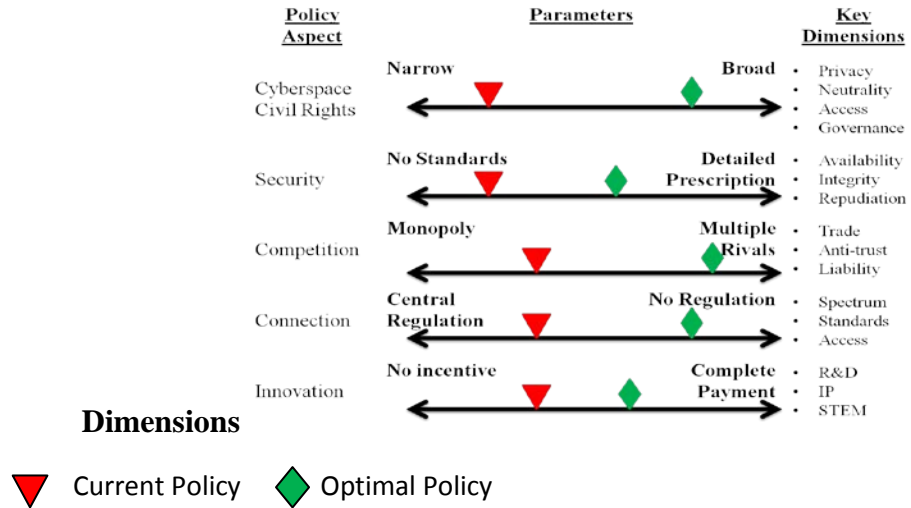 Policy Aspect
Parameters
Key Dimensions
Cyberspace Civil Rights
Narrow
Broad
• Privacy
• Neutrality
• Access
• Governance
Security
No Standards
Detailed Prescription
• Availability
• Integrity
• Repudiation
Competition
Monopoly
Multiple Rivals
• Trade
• Anti-trust
• Liability
Connection
Central Regulation
No Regulation
• Spectrum
• Standards
• Access
Innovation
No incentive
Complete Payment
• R&D
• IP
• STEM
Dimensions
Current Policy
Optimal Policy